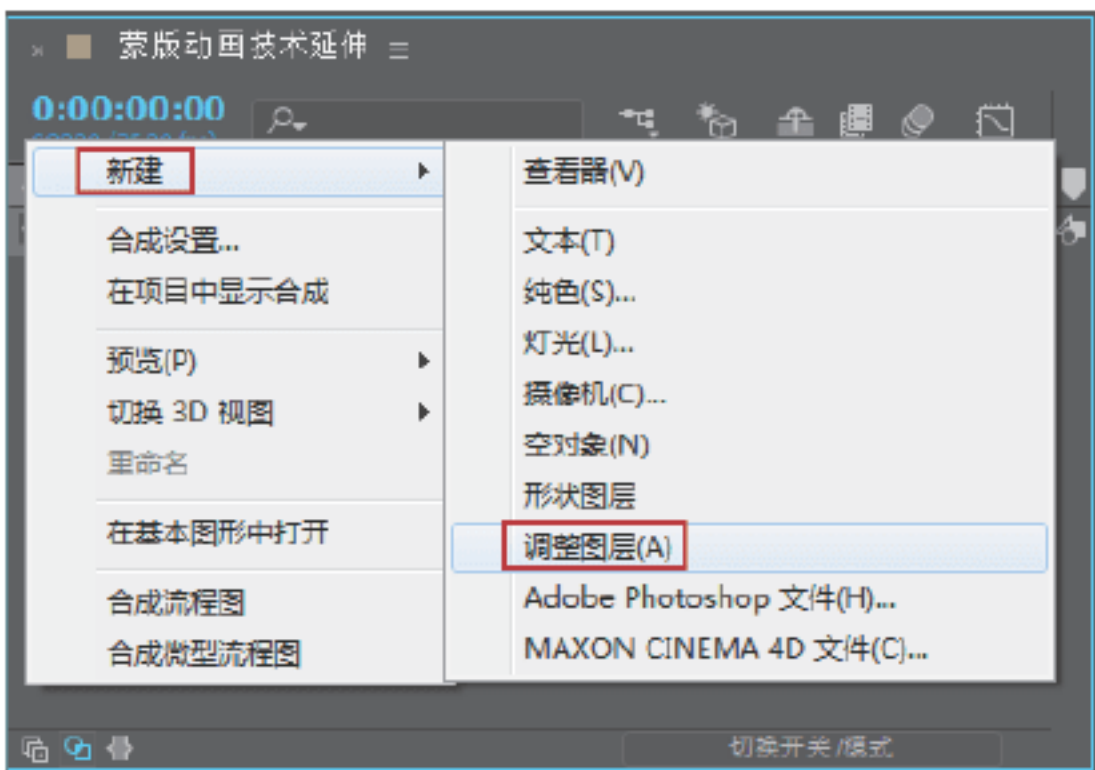 蒙版动画技术延伸
0:00:00:00
新建
合成设置...
在项目中显示合成
预览(P)
切换 3D 视图
重命名
在基本图形中打开
合成流程图
合成微型流程图
查看器(V)
文本(T)
纯色(S)...
灯光(L)...
摄像机(C)...
空对象(N)
形状图层
调整图层(A)
Adobe Photoshop 文件(H)...
MAXON CINEMA 4D 文件(C)...
切换开关/模式